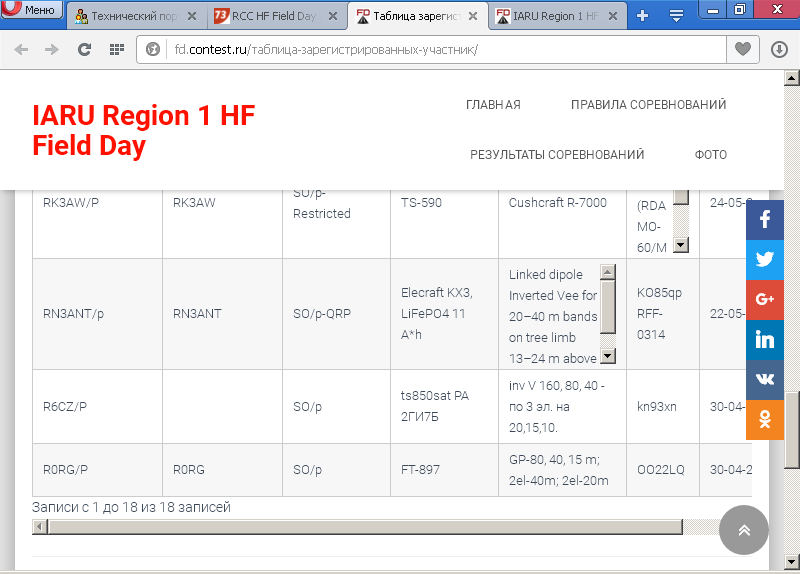 Меню
Технический пор
RCC HF Field Day
Таблица зарегист
IARU Region 1 HF
fd.contest.ru/таблица-зарегистрированных-участник/
IARU Region 1 HF
Field Day
ГЛАВНАЯ
ПРАВИЛА СОРЕВНОВАНИЙ
РЕЗУЛЬТАТЫ СОРЕВНОВАНИЙ
ФОТО
RK3AW/P
RK3AW
SO/p-
Restricted
TS-590
Cushcraft R-7000
(RDA
MO-
60/M
24-05-
RN3ANT/p
RN3ANT
SO/p-QRP
Elecraft KX3,
LiFePO4 11
A*h
Linked dipole
Inverted Vee for
20–40 m bands
on tree limb
13–24 m above
KO85qp
RFF-
0314
22-05-
R6CZ/P
SO/p
ts850sat PA
2ГИ7Б
inv V 160, 80, 40 -
по 3 эл. на
20,15,10.
kn93xn
30-04-
R0RG/P
R0RG
SO/p
FT-897
GP-80, 40, 15 m;
2el-40m; 2el-20m
OO22LQ
30-04-2
Записи с 1 до 18 из 18 записей